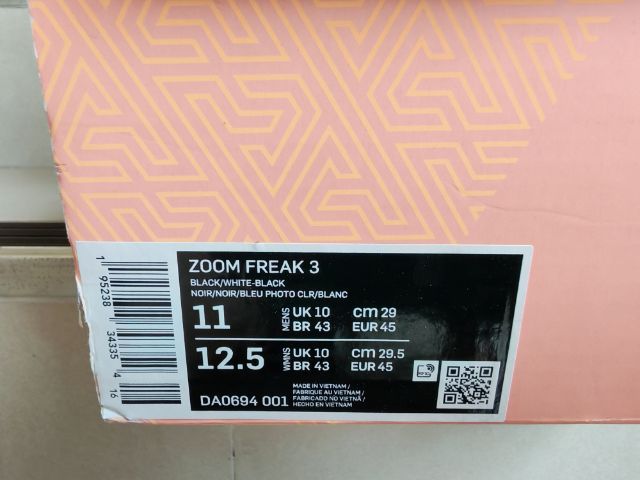 ZOOM FREAK 3
BLACK/WHITE-BLACK
NOIR/NOIR/BLEU PHOTO CLR/BLANC
11 MENS UK 10 CM 29
BR 43 EUR 45
12.5 WMNS UK 10 CM 29.5
BR 43 EUR 45
DA0694 001
MADE IN VIETNAM /
FABRIQUE AU VIETNAM /
FABRICADO NO VIETNÃ /
HECHO EN VIETNAM
1 95238 34335 4 16